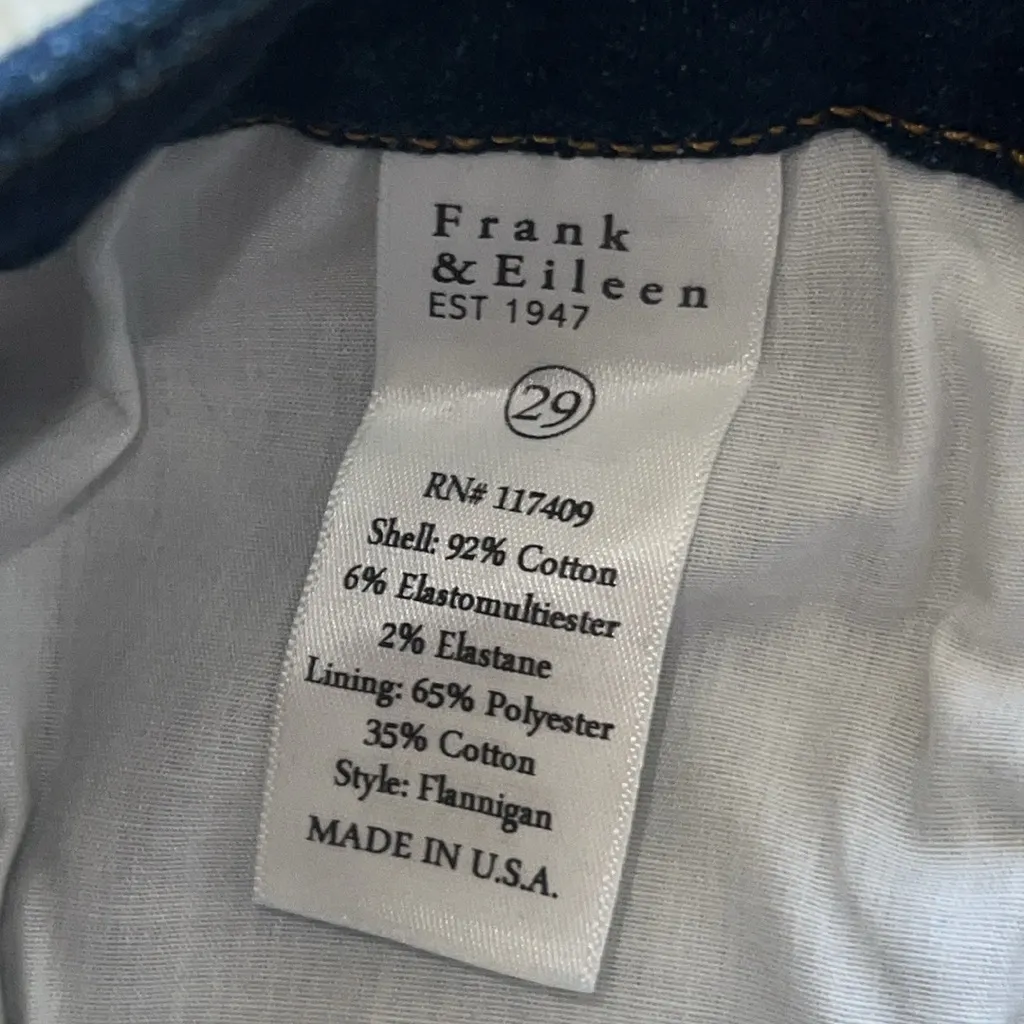 Frank
& Eileen
EST 1947
29
RN# 117409
Shell: 92% Cotton
6% Elastomultiester
2% Elastane
Lining: 65% Polyester
35% Cotton
Style: Flannigan
MADE IN U.S.A.